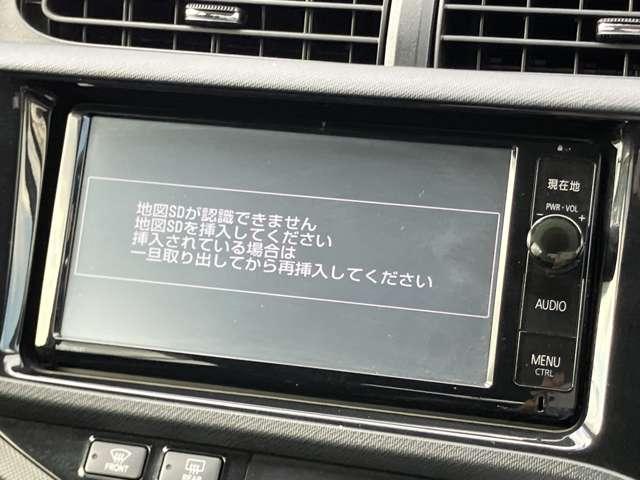 地図SDが認識できません
地図SDを挿入してください
挿入されている場合は
一旦取り出してから再挿入してください
現在地
PWR・VOL
- +
AUDIO
MENU
CTRL
FRONT
REAR